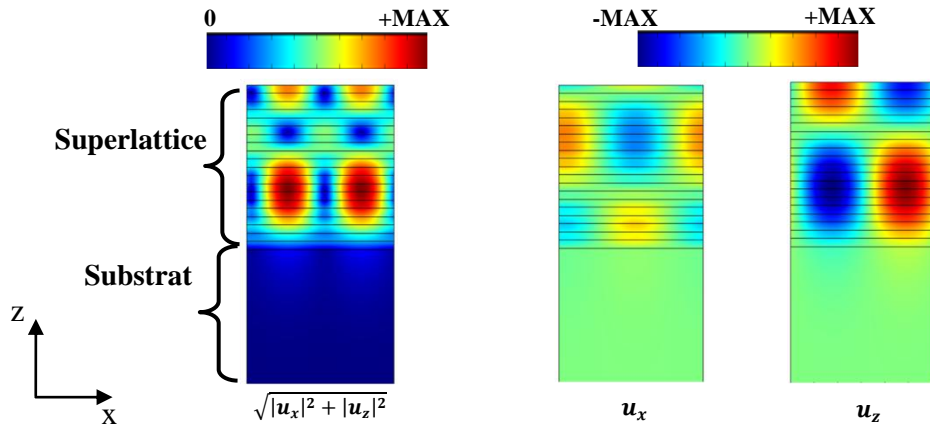 0 +MAX
-MAX +MAX
Superlattice
Substrat
Z
X
√|u_x|² + |u_z|²
u_x
u_z